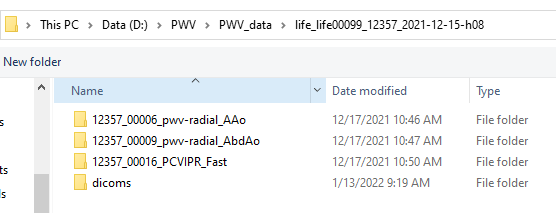 This PC > Data (D:) > PWV > PWV_data > life_life00099_12357_2021-12-15-h08
New folder
Name Date modified Type
12357_00006_pwv-radial_AAo 12/17/2021 10:46 AM File folder
12357_00009_pwv-radial_AbdAo 12/17/2021 10:47 AM File folder
12357_00016_PCVIPR_Fast 12/17/2021 10:50 AM File folder
dicoms 1/13/2022 9:19 AM File folder